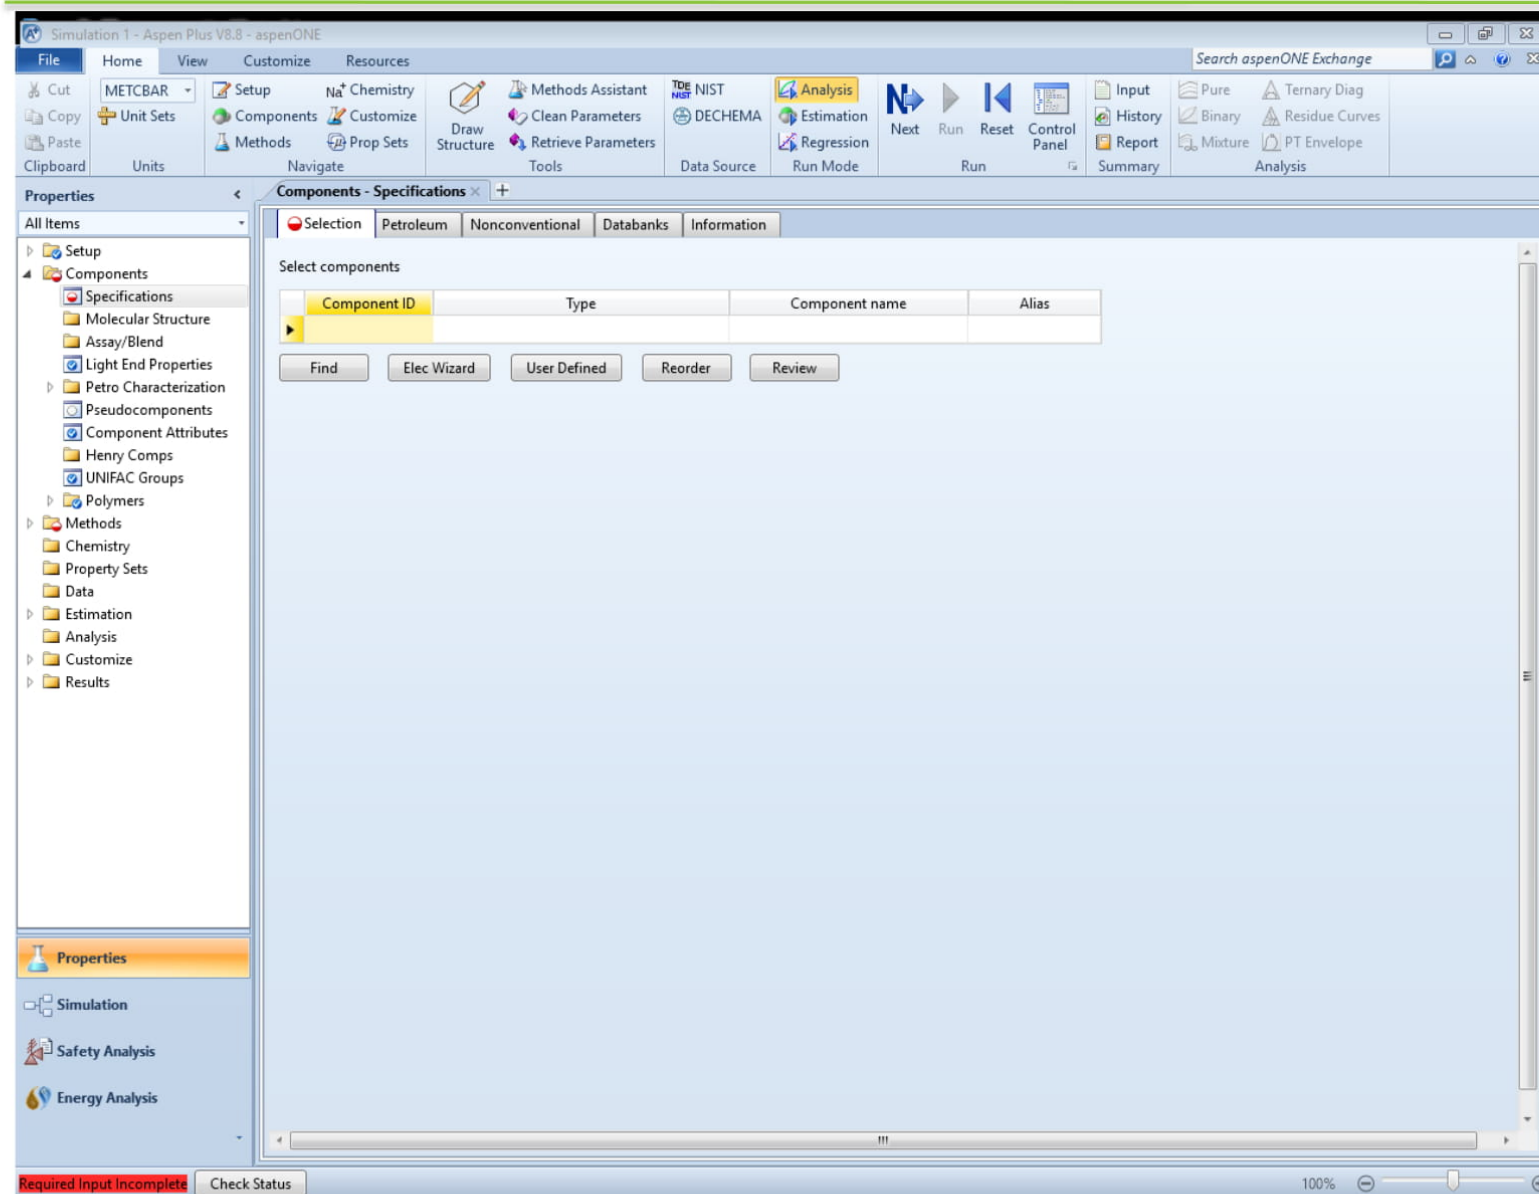 Simulation 1 - Aspen Plus V8.8 - aspenONE
File Home View Customize Resources Search aspenONE Exchange
Cut METCBAR Setup Na+ Chemistry Methods Assistant TDE NIST NIST Analysis Input Pure Ternary Diag
Copy Unit Sets Components Customize Clean Parameters DECHEMA Estimation History Binary Residue Curves
Draw Structure Next Run Reset Control Panel
Paste Methods Prop Sets Retrieve Parameters Regression Report Mixture PT Envelope
Clipboard Units Navigate Tools Data Source Run Mode Run Summary Analysis
Properties
All Items
Setup
Components
Specifications
Molecular Structure
Assay/Blend
Light End Properties
Petro Characterization
Pseudocomponents
Component Attributes
Henry Comps
UNIFAC Groups
Polymers
Methods
Chemistry
Property Sets
Data
Estimation
Analysis
Customize
Results
Properties
Simulation
Safety Analysis
Energy Analysis
Components - Specifications
Selection Petroleum Nonconventional Databanks Information
Select components
Component ID Type Component name Alias
Find Elec Wizard User Defined Reorder Review
Required Input Incomplete Check Status 100%